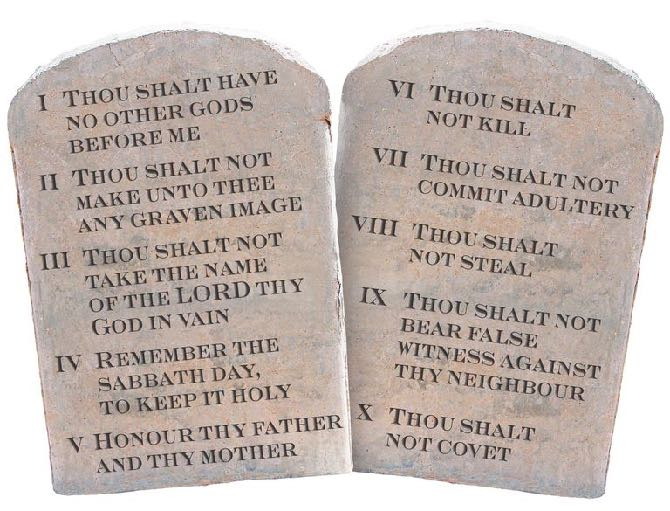 I Thou shalt have
no other gods
before me
II Thou shalt not
make unto thee
any graven image
III Thou shalt not
take the name
of the LORD thy
God in vain
IV Remember the
Sabbath day,
to keep it holy
V Honour thy father
and thy mother
VI Thou shalt
not kill
VII Thou shalt not
commit adultery
VIII Thou shalt
not steal
IX Thou shalt not
bear false
witness against
thy neighbour
X Thou shalt
not covet